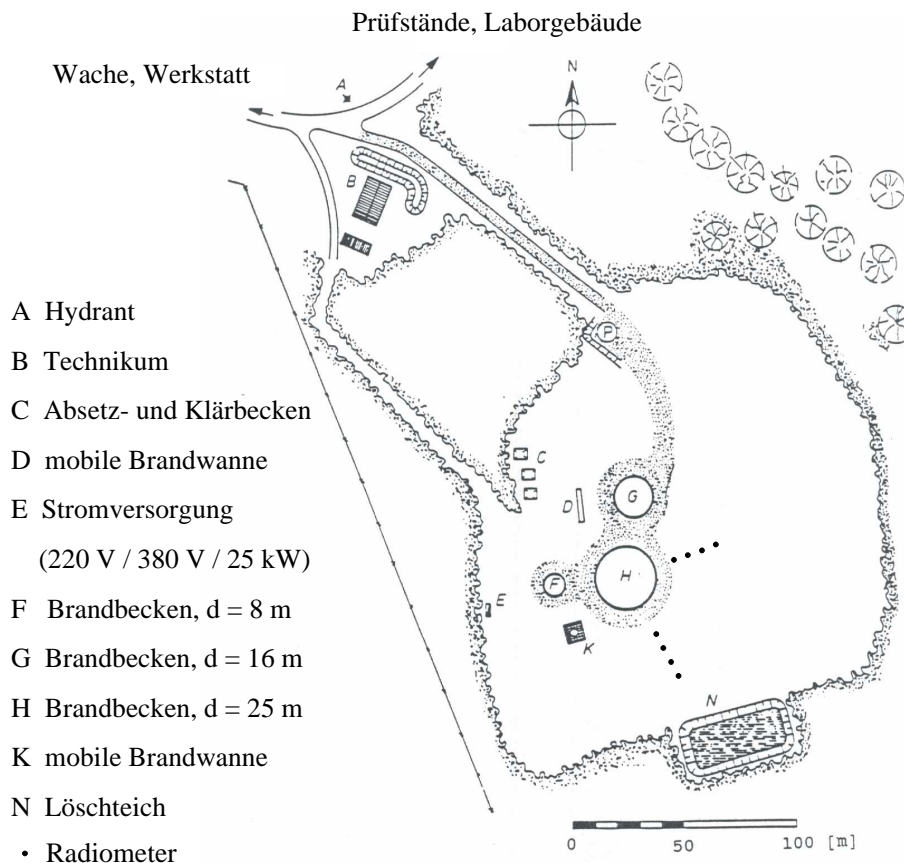 Prüfstände, Laborgebäude
Wache, Werkstatt
A
N
B
A Hydrant
B Technikum
C Absetz- und Klärbecken
D mobile Brandwanne
E Stromversorgung
(220 V / 380 V / 25 kW)
F Brandbecken, d = 8 m
G Brandbecken, d = 16 m
H Brandbecken, d = 25 m
K mobile Brandwanne
N Löschteich
• Radiometer
P
C
D
G
H
F
E
K
N
0 50 100 [m]